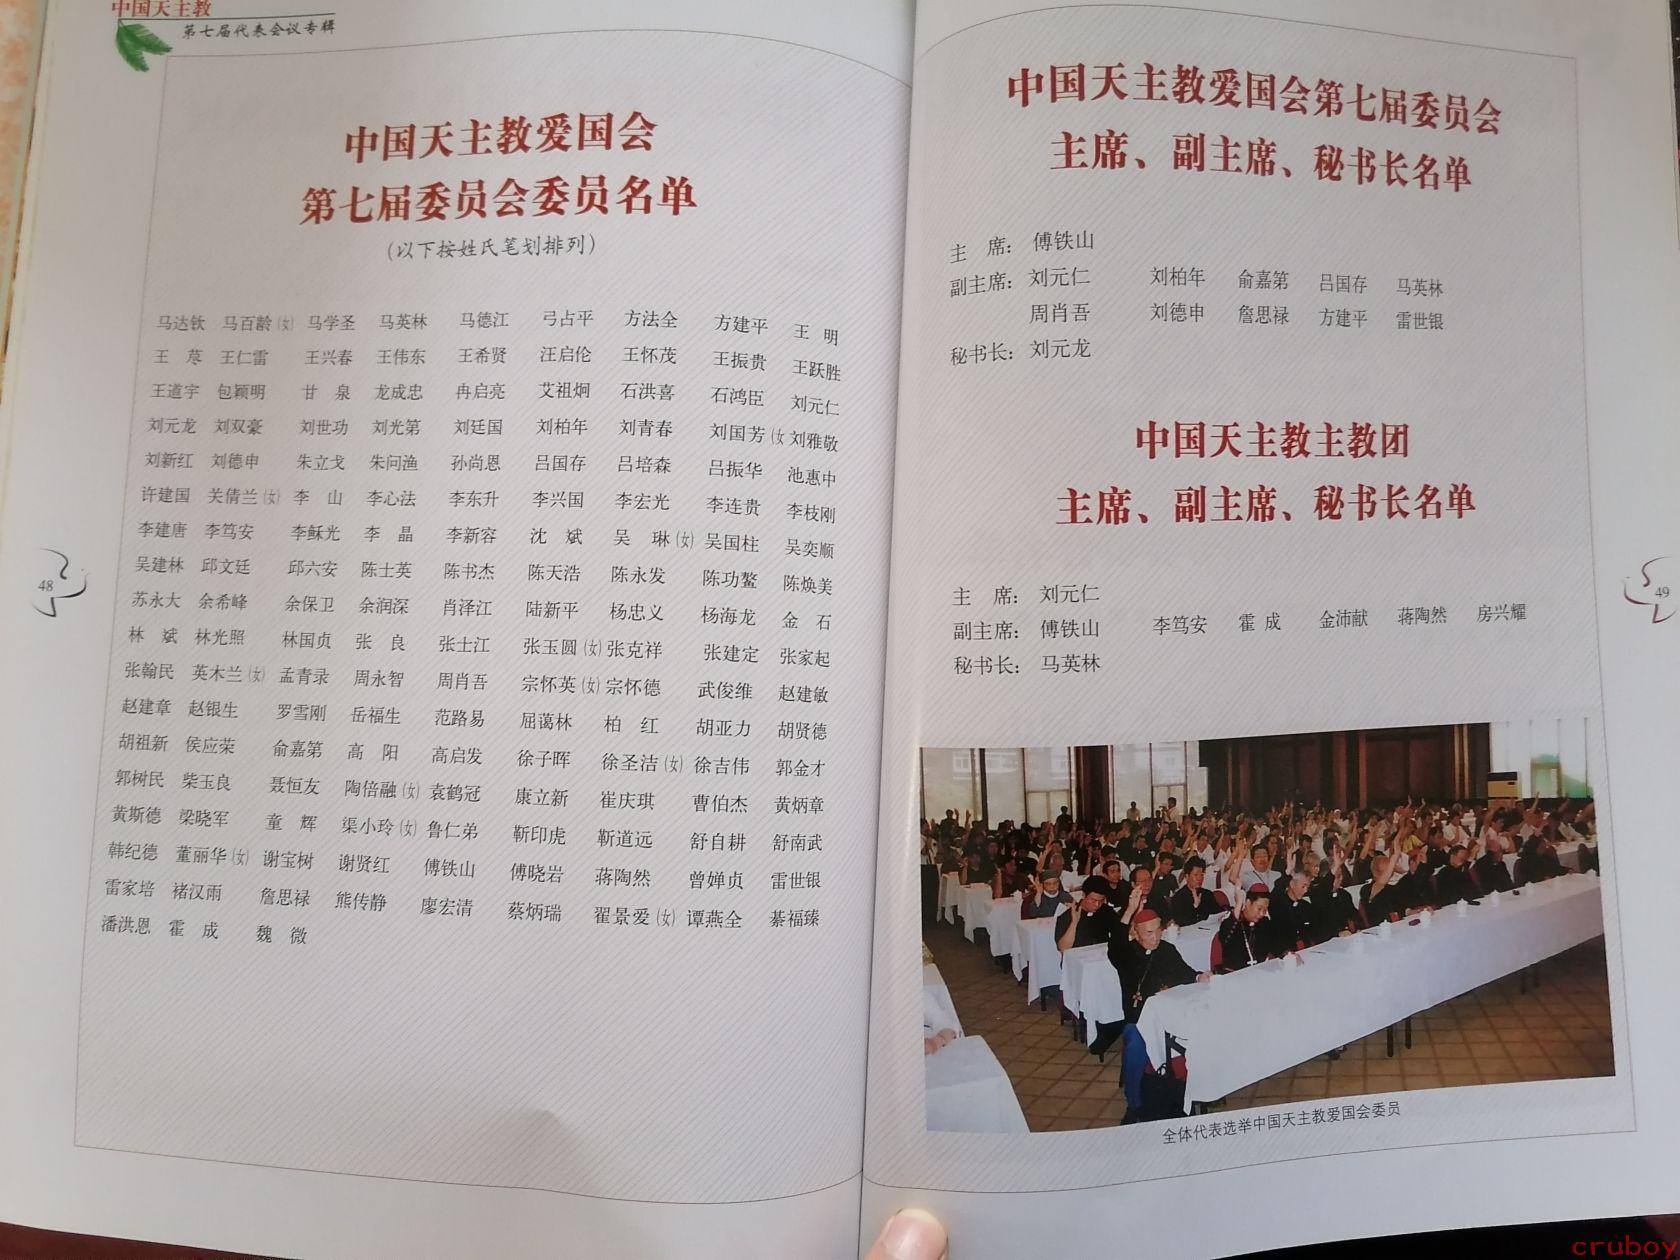 中国天主教
第七届代表会议专辑
中国天主教爱国会
第七届委员会委员名单
(以下按姓氏笔划排列)
马达钦 马百龄(女) 马学圣 马英林 马德江 弓占平 方法全 方建平 王 明
王 荩 王仁雷 王兴春 王伟东 王希贤 汪启伦 王怀茂 王振贵 王跃胜
王道宇 包颖明 甘 泉 龙成忠 冉启亮 艾祖炯 石洪喜 石鸿臣 刘元仁
刘元龙 刘双豪 刘世功 刘光第 刘廷国 刘柏年 刘青春 刘国芳(女 刘雅敬
刘新红 刘德申 朱立戈 朱问渔 孙尚恩 吕国存 吕培森 吕振华 池惠中
许建国 关倩兰(女) 李 山 李心法 李东升 李兴国 李宏光 李连贵 李枝刚
李建唐 李笃安 李稣光 李 晶 李新容 沈 斌 吴 琳(女) 吴国柱 吴奕顺
吴建林 邱文廷 邱六安 陈士英 陈书杰 陈天浩 陈永发 陈功鳌 陈焕美
苏永大 余希峰 余保卫 余润深 肖泽江 陆新平 杨忠义 杨海龙 金 石
林 斌 林光照 林国贞 张 良 张士江 张玉圆(女) 张克祥 张建定 张家起
张翰民 英木兰(女) 孟青录 周永智 周肖吾 宗怀英(女) 宗怀德 武俊维 赵建敏
赵建章 赵银生 罗雪刚 岳福生 范路易 屈蔼林 柏 红 胡亚力 胡贤德
胡祖新 侯应荣 俞嘉第 高 阳 高启发 徐子晖 徐圣洁(女) 徐吉伟 郭金才
郭树民 柴玉良 聂恒友 陶倍融(女) 袁鹤冠 康立新 崔庆琪 曹伯杰 黄炳章
黄斯德 梁晓军 童 辉 渠小玲(女) 鲁仁弟 靳印虎 靳道远 舒自耕 舒南武
韩纪德 董丽华(女) 谢宝树 谢贤红 傅铁山 傅晓岩 蒋陶然 曾婵贞 雷世银
雷家培 褚汉雨 詹思禄 熊传静 廖宏清 蔡炳瑞 翟景爱(女) 谭燕全 綦福臻
潘洪恩 霍 成 魏 微
48
中国天主教爱国会第七届委员会
主席、副主席、秘书长名单
主 席： 傅铁山
副主席： 刘元仁 刘柏年 俞嘉第 吕国存 马英林
周肖吾 刘德申 詹思禄 方建平 雷世银
秘书长： 刘元龙
中国天主教主教团
主席、副主席、秘书长名单
主 席： 刘元仁
副主席： 傅铁山 李笃安 霍 成 金沛献 蒋陶然 房兴耀
秘书长： 马英林
49
全体代表选举中国天主教爱国会委员
cruboy